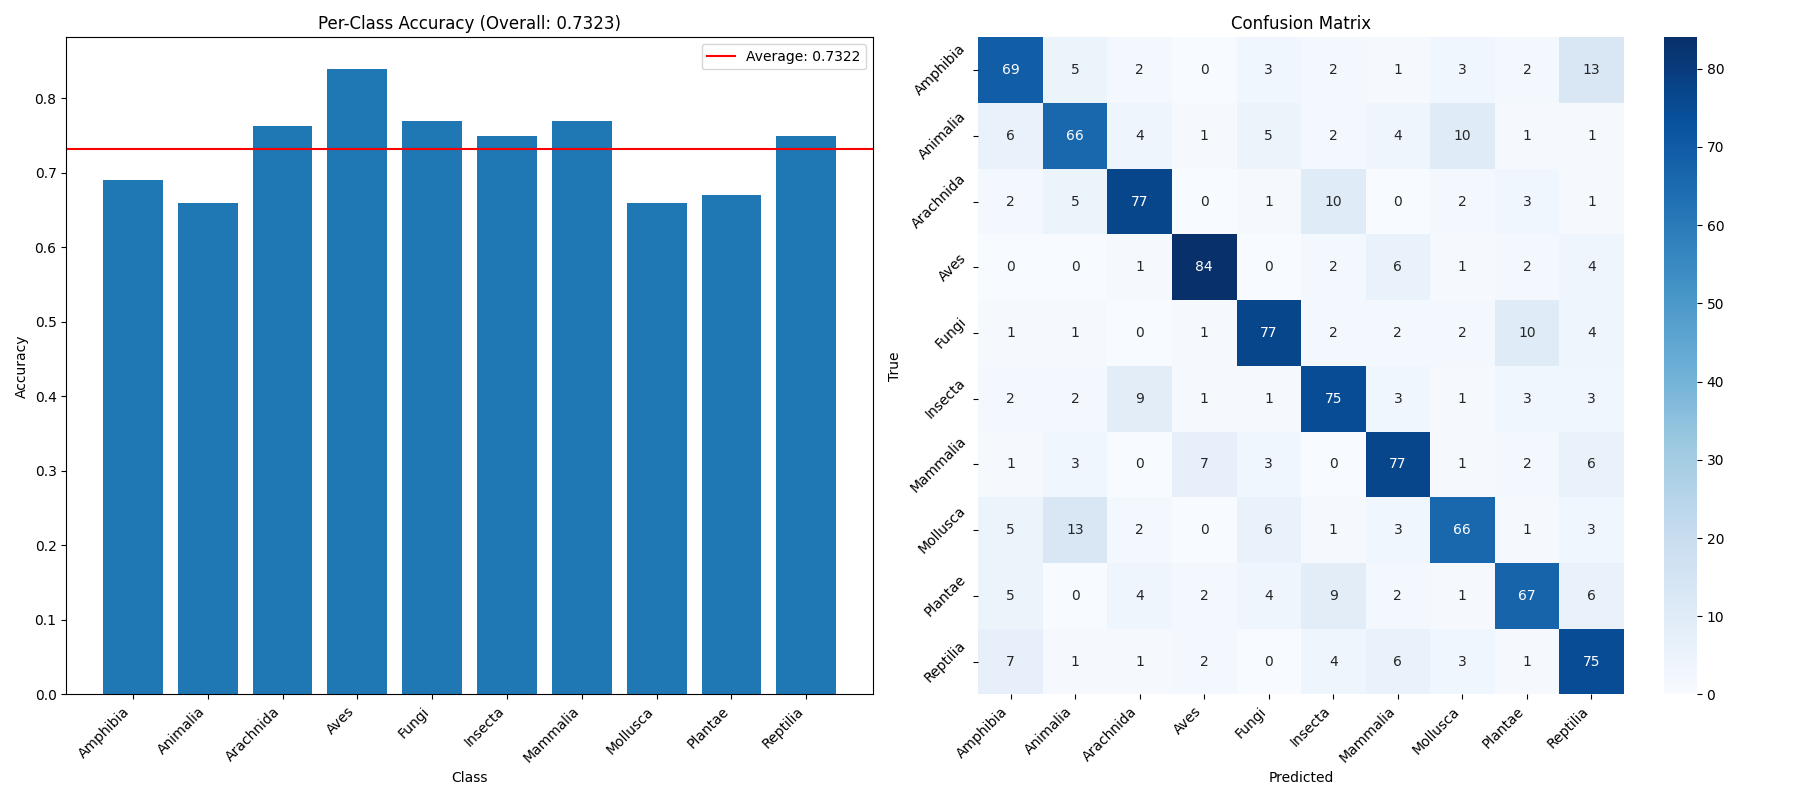 Per-Class Accuracy (Overall: 0.7323)
Average: 0.7322
Accuracy
0.8
0.7
0.6
0.5
0.4
0.3
0.2
0.1
0.0
Amphibia Animalia Arachnida Aves Fungi Insecta Mammalia Mollusca Plantae Reptilia
Class
Confusion Matrix
True
Amphibia 69 5 2 0 3 2 1 3 2 13
Animalia 6 66 4 1 5 2 4 10 1 1
Arachnida 2 5 77 0 1 10 0 2 3 1
Aves 0 0 1 84 0 2 6 1 2 4
Fungi 1 1 0 1 77 2 2 2 10 4
Insecta 2 2 9 1 1 75 3 1 3 3
Mammalia 1 3 0 7 3 0 77 1 2 6
Mollusca 5 13 2 0 6 1 3 66 1 3
Plantae 5 0 4 2 4 9 2 1 67 6
Reptilia 7 1 1 2 0 4 6 3 1 75
Amphibia Animalia Arachnida Aves Fungi Insecta Mammalia Mollusca Plantae Reptilia
Predicted
80
70
60
50
40
30
20
10
0